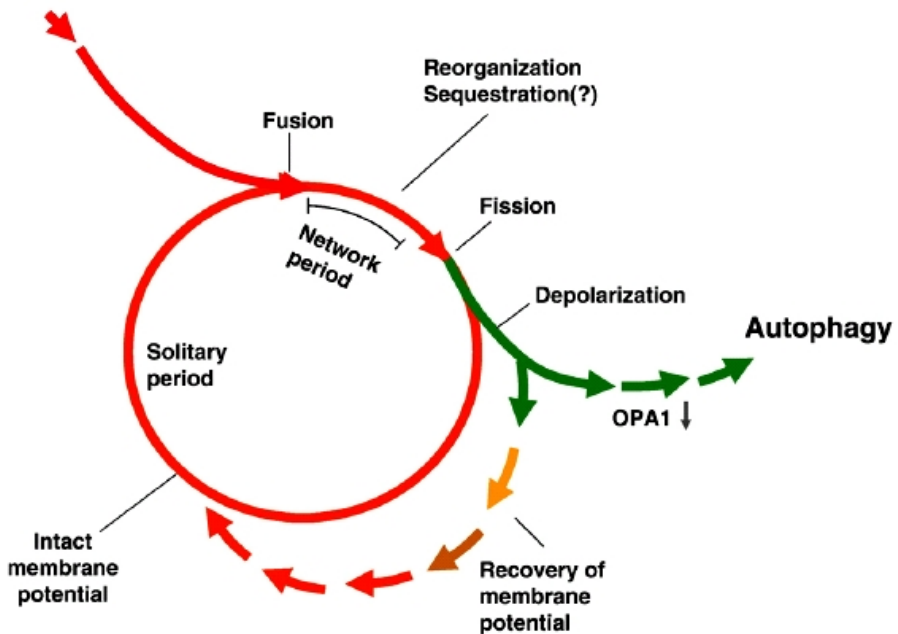 Reorganization
Sequestration(?)
Fusion
Fission
Network
period
Depolarization
Autophagy
Solitary
period
OPA1 ↓
Intact
membrane
potential
Recovery of
membrane
potential